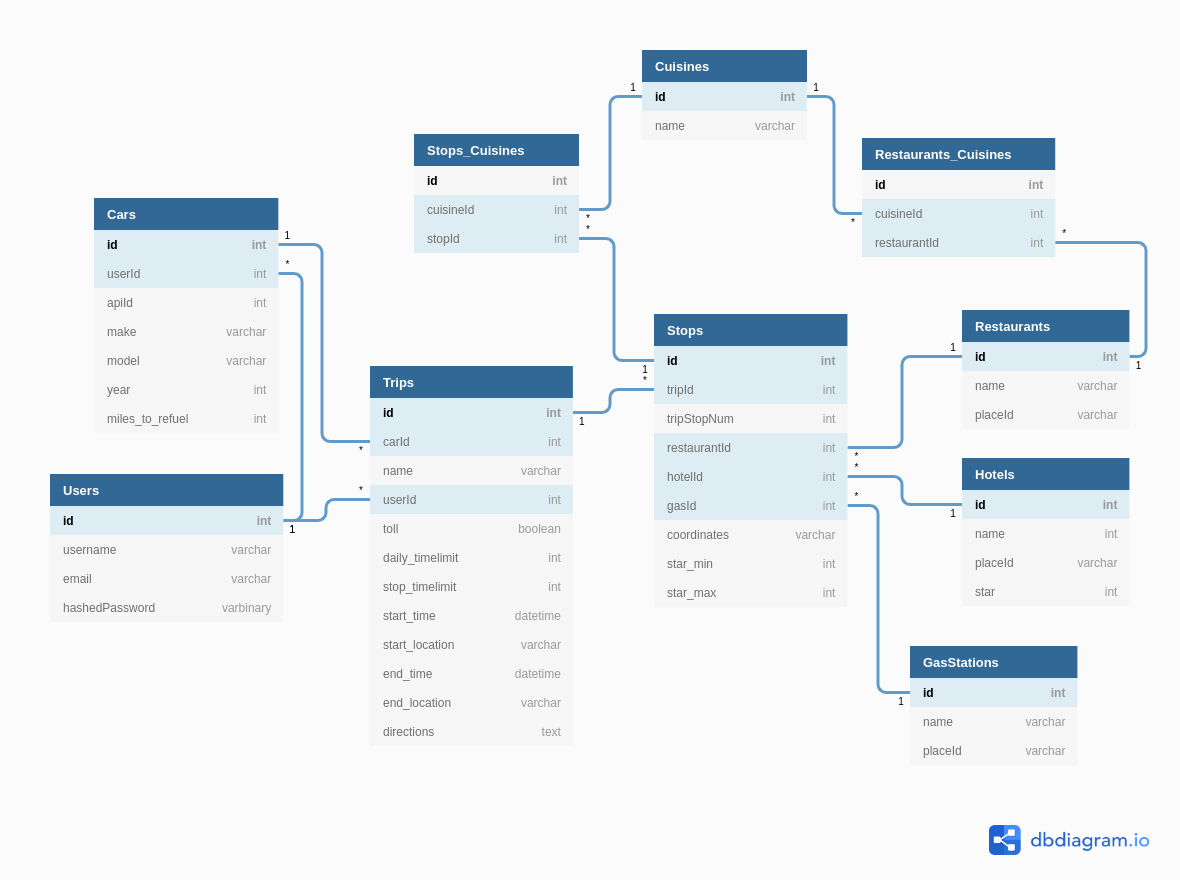 Cuisines
id int
name varchar
1
1
Stops_Cuisines
id int
cuisineId int
stopId int
*
*
Restaurants_Cuisines
id int
cuisineId int
restaurantId int
*
*
Cars
id int
userId int
apiId int
make varchar
model varchar
year int
miles_to_refuel int
1
*
Users
id int
username varchar
email varchar
hashedPassword varbinary
1
Trips
id int
carId int
name varchar
userId int
toll boolean
daily_timelimit int
stop_timelimit int
start_time datetime
start_location varchar
end_time datetime
end_location varchar
directions text
*
*
1
Stops
id int
tripId int
tripStopNum int
restaurantId int
hotelId int
gasId int
coordinates varchar
star_min int
star_max int
1
*
*
*
*
Restaurants
id int
name varchar
placeId varchar
1
1
Hotels
id int
name int
placeId varchar
star int
1
GasStations
id int
name varchar
placeId varchar
1
dbdiagram.io